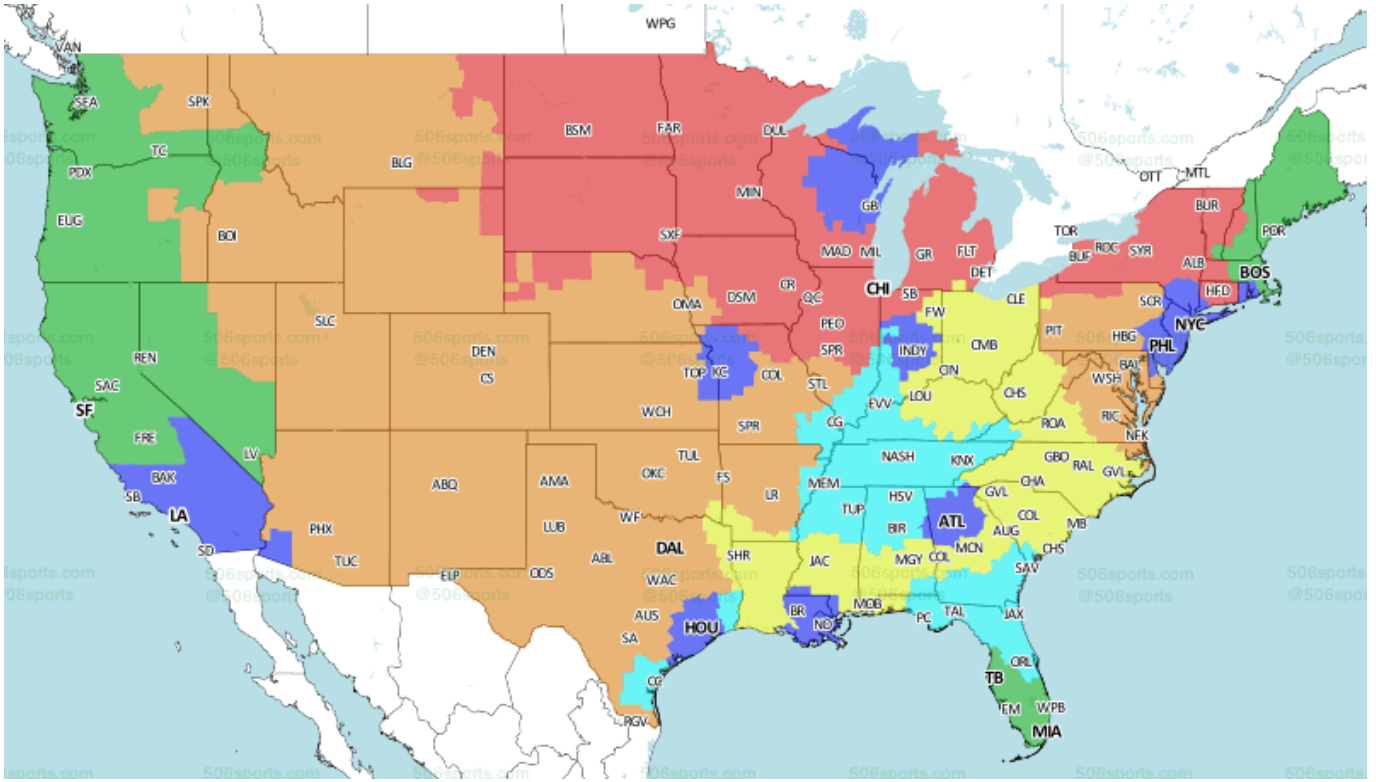 WPG
VAN
SEA
SPK
506sports.com
@506sports
BSM
FAR
DUL
TC
PDX
BLG
MIN
OTT
MTL
EUG
BOI
GB
BUR
SXF
MAD
MIL
GR
FLT
TOR
BUF
ROC
SYR
POR
DET
ALB
BOS
CHI
SB
CLE
HFD
OMA
DSM
CR
QC
FW
SCR
SLC
PEO
NYC
REN
DEN
CS
SPR
INDY
CMB
PIT
HBG
PHL
SAC
TOP
KC
COL
STL
CIN
BAL
WSH
SF
LOU
CHS
FRE
WCH
SPR
CG
EVV
ROA
RIC
NFK
LV
TUL
NASH
KNX
GBO
RAL
GVL
BAK
SB
ABQ
AMA
OKC
FS
LR
MEM
CHA
GVL
HSV
LA
PHX
LUB
WF
TUP
BIR
ATL
COL
AUG
MB
SD
TUC
DAL
ABL
SHR
JAC
MGY
COL
MCN
CHS
ELP
ODS
WAC
SAV
AUS
HOU
BR
NO
MOB
PC
TAL
JAX
SA
ORL
CC
TB
RGV
FM
WPB
MIA
506sports.com
@506sports